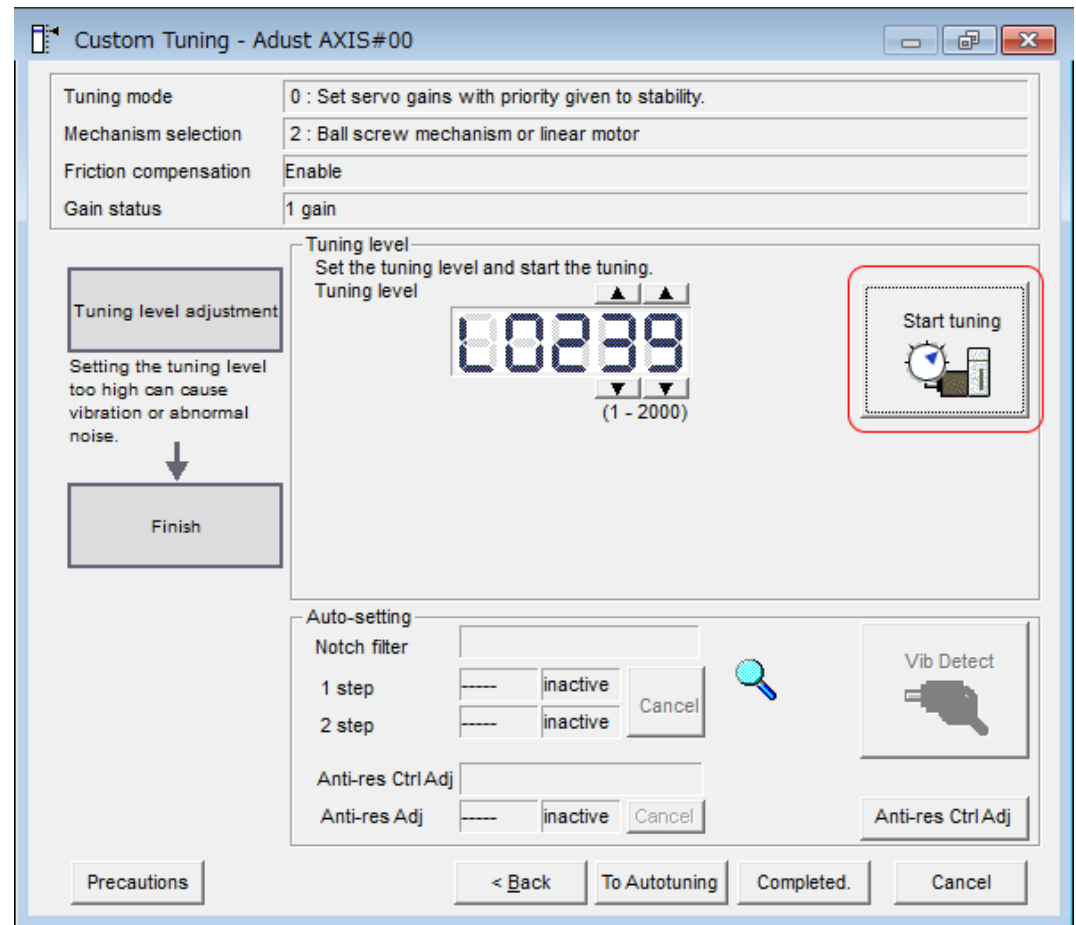 Custom Tuning - Adust AXIS#00
Tuning mode 0 : Set servo gains with priority given to stability.
Mechanism selection 2 : Ball screw mechanism or linear motor
Friction compensation Enable
Gain status 1 gain
Tuning level
Set the tuning level and start the tuning.
Tuning level
L0239
(1 - 2000)
Start tuning
Tuning level adjustment
Setting the tuning level
too high can cause
vibration or abnormal
noise.
Finish
Auto-setting
Notch filter
1 step ----- inactive
Cancel
2 step ----- inactive
Vib Detect
Anti-res Ctrl Adj
Anti-res Adj ----- inactive Cancel
Anti-res Ctrl Adj
Precautions < Back To Autotuning Completed. Cancel